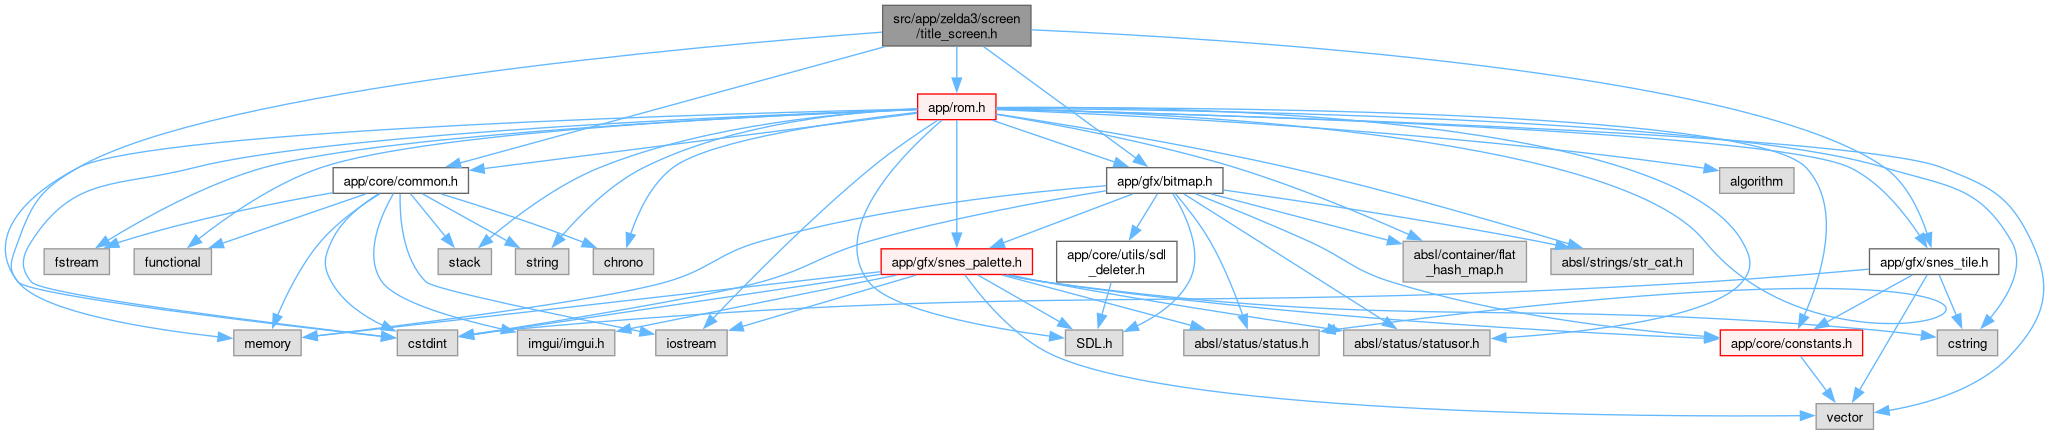 src/app/zelda3/screen
/title_screen.h
app/rom.h
app/core/common.h
app/gfx/bitmap.h
algorithm
fstream
functional
stack
string
chrono
app/gfx/snes_palette.h
app/core/utils/sdl
_deleter.h
absl/container/flat
_hash_map.h
absl/strings/str_cat.h
app/gfx/snes_tile.h
memory
cstdint
imgui/imgui.h
iostream
SDL.h
absl/status/status.h
absl/status/statusor.h
app/core/constants.h
cstring
vector